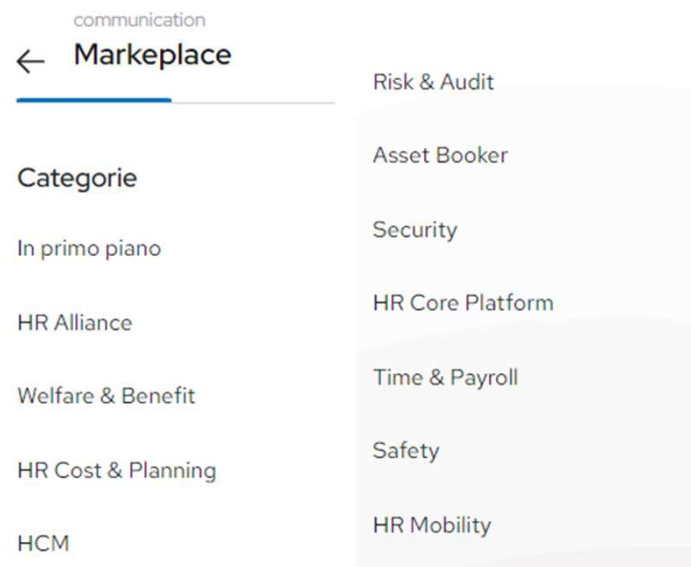 communication
Markeplace
Categorie
In primo piano
HR Alliance
Welfare & Benefit
HR Cost & Planning
HCM
Risk & Audit
Asset Booker
Security
HR Core Platform
Time & Payroll
Safety
HR Mobility